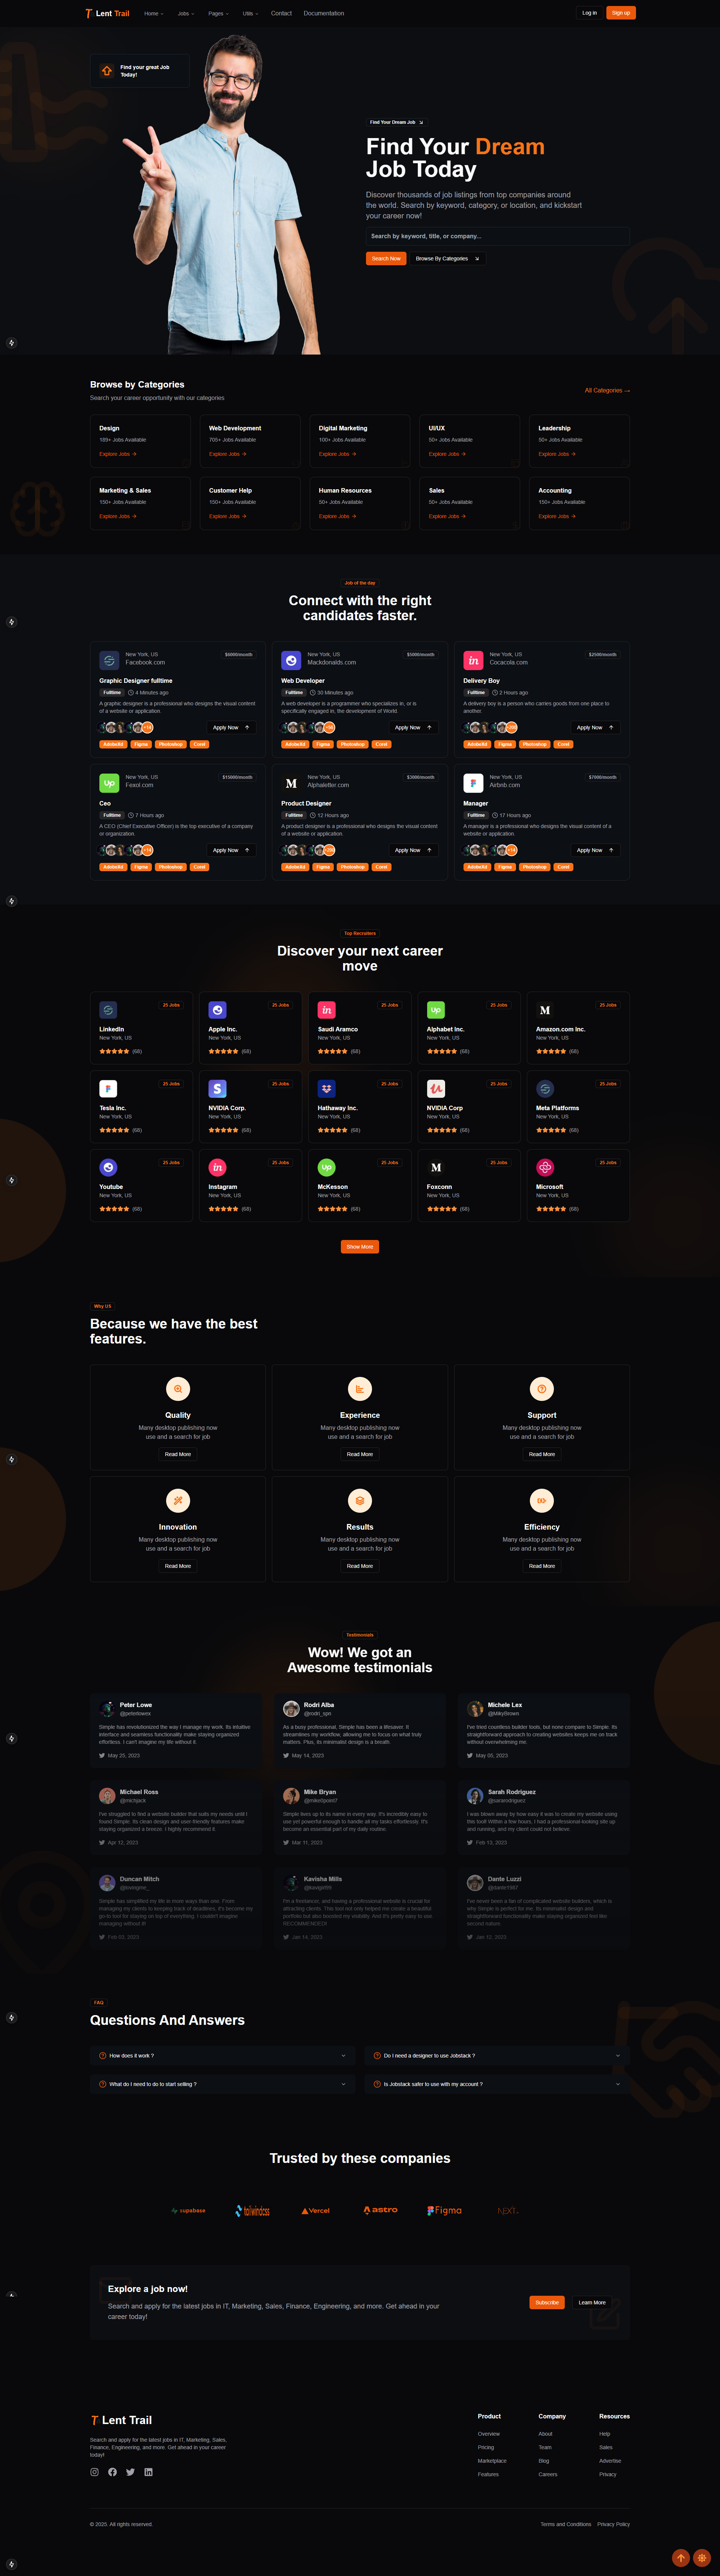 Lent Trail
Home
Jobs
Pages
Utils
Contact
Documentation
Log in
Sign up
Find your great Job
Today!
Find Your Dream Job
Find Your Dream
Job Today
Discover thousands of job listings from top companies around
the world. Search by keyword, category, or location, and kickstart
your career now!
Search by keyword, title, or company...
Search Now
Browse By Categories
Browse by Categories
Search your career opportunity with our categories
All Categories
Design
189+ Jobs Available
Explore Jobs
Web Development
705+ Jobs Available
Explore Jobs
Digital Marketing
100+ Jobs Available
Explore Jobs
UI/UX
50+ Jobs Available
Explore Jobs
Leadership
50+ Jobs Available
Explore Jobs
Marketing & Sales
150+ Jobs Available
Explore Jobs
Customer Help
150+ Jobs Available
Explore Jobs
Human Resources
50+ Jobs Available
Explore Jobs
Sales
50+ Jobs Available
Explore Jobs
Accounting
150+ Jobs Available
Explore Jobs
Job of the day
Connect with the right
candidates faster.
New York, US
Facebook.com
$6000/month
Graphic Designer fulltime
Fulltime
4 Minutes ago
A graphic designer is a professional who designs the visual content
of a website or application.
Apply Now
AdobeXd
Figma
Photoshop
Corel
New York, US
Mackdonalds.com
$5000/month
Web Developer
Fulltime
30 Minutes ago
A web developer is a programmer who specializes in, or is
specifically engaged in, the development of World.
Apply Now
AdobeXd
Figma
Photoshop
Corel
New York, US
Cocacola.com
$2500/month
Delivery Boy
Fulltime
2 Hours ago
A delivery boy is a person who carries goods from one place to
another.
Apply Now
AdobeXd
Figma
Photoshop
Corel
New York, US
Fexol.com
$15000/month
Ceo
Fulltime
7 Hours ago
A CEO (Chief Executive Officer) is the top executive of a company
or organization.
Apply Now
AdobeXd
Figma
Photoshop
Corel
New York, US
Alphaletter.com
$3000/month
Product Designer
Fulltime
12 Hours ago
A product designer is a professional who designs the visual content
of a website or application.
Apply Now
AdobeXd
Figma
Photoshop
Corel
New York, US
Airbnb.com
$7000/month
Manager
Fulltime
17 Hours ago
A manager is a professional who designs the visual content of a
website or application.
Apply Now
AdobeXd
Figma
Photoshop
Corel
Top Recruiters
Discover your next career
move
25 Jobs
LinkedIn
New York, US
(68)
25 Jobs
Apple Inc.
New York, US
(68)
25 Jobs
Saudi Aramco
New York, US
(68)
25 Jobs
Alphabet Inc.
New York, US
(68)
25 Jobs
Amazon.com Inc.
New York, US
(68)
25 Jobs
Tesla Inc.
New York, US
(68)
25 Jobs
NVIDIA Corp.
New York, US
(68)
25 Jobs
Hathaway Inc.
New York, US
(68)
25 Jobs
NVIDIA Corp
New York, US
(68)
25 Jobs
Meta Platforms
New York, US
(68)
25 Jobs
Youtube
New York, US
(68)
25 Jobs
Instagram
New York, US
(68)
25 Jobs
McKesson
New York, US
(68)
25 Jobs
Foxconn
New York, US
(68)
25 Jobs
Microsoft
New York, US
(68)
Show More
Why US
Because we have the best
features.
Quality
Many desktop publishing now
use and a search for job
Read More
Experience
Many desktop publishing now
use and a search for job
Read More
Support
Many desktop publishing now
use and a search for job
Read More
Innovation
Many desktop publishing now
use and a search for job
Read More
Results
Many desktop publishing now
use and a search for job
Read More
Efficiency
Many desktop publishing now
use and a search for job
Read More
Testimonials
Wow! We got an
Awesome testimonials
Peter Lowe
@peterlowex
Simple has revolutionized the way I manage my work. Its intuitive
interface and seamless functionality make staying organized
effortless. I can't imagine my life without it.
May 25, 2023
Rodri Alba
@rodri_spn
As a busy professional, Simple has been a lifesaver. It
streamlines my workflow, allowing me to focus on what truly
matters. Plus, its minimalist design is a breath.
May 14, 2023
Michele Lex
@MikyBrown
I've tried countless builder tools, but none compare to Simple. Its
straightforward approach to creating websites keeps me on track
without overwhelming me.
May 05, 2023
Michael Ross
@michjack
I've struggled to find a website builder that suits my needs until I
found Simple. Its clean design and user-friendly features make
staying organized a breeze. I highly recommend it.
Apr 12, 2023
Mike Bryan
@mike0point7
Simple lives up to its name in every way. It's incredibly easy to
use yet powerful enough to handle all my tasks effortlessly. It's
become an essential part of my daily routine.
Mar 11, 2023
Sarah Rodriguez
@sararodriguez
I was blown away by how easy it was to create my website using
this tool! Within a few hours, I had a professional-looking site up
and running, and my client could not believe!
Feb 13, 2023
Duncan Mitch
Simple has simplified my life in more ways than one. From
managing my clients to keeping track of deadlines, it's become my
go-to tool for staying on top of everything. I couldn't imagine
managing without it!
Feb 03, 2023
Kavisha Mills
I'm a freelancer, and having a professional website is crucial for
attracting clients. This tool not only helped me create a beautiful
portfolio but also boosted my visibility. And it's pretty easy to use
RECOMMENDED!
Jan 14, 2023
Dante Luzzi
@dante1487
I've never been a fan of complicated website builders, which is
why Simple is perfect for me. Its minimalist design and
straightforward functionality make staying organized feel like
second nature.
Jan 12, 2023
FAQ
Questions And Answers
How does it work ?
Do I need a designer to use Jobstack ?
What do I need to do to start selling ?
Is Jobstack safer to use with my account ?
Trusted by these companies
supabase
tailwindcss
Vercel
astro
Figma
NEXT
Explore a job now!
Search and apply for the latest jobs in IT, Marketing, Sales, Finance, Engineering, and more. Get ahead in your
career today!
Subscribe
Learn More
Lent Trail
Search and apply for the latest jobs in IT, Marketing, Sales,
Finance, Engineering, and more. Get ahead in your career
today!
Product
Overview
Pricing
Marketplace
Features
Company
About
Team
Blog
Careers
Resources
Help
Sales
Advertise
Privacy
© 2025. All rights reserved.
Terms and Conditions
Privacy Policy